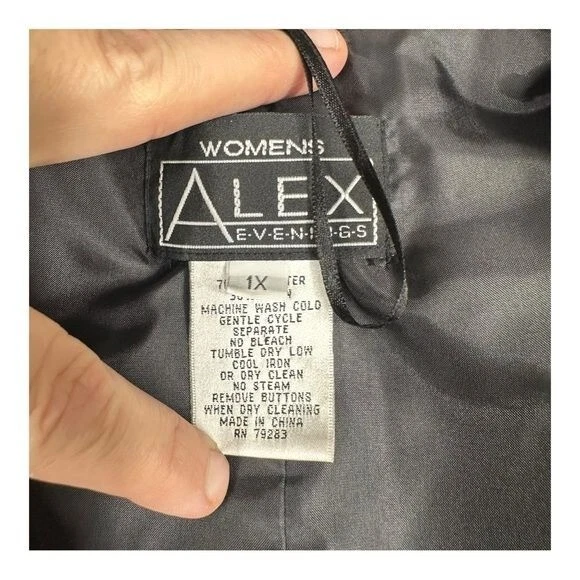 WOMENS
ALEX
E-V-E-N-I-N-G-S
1X
MACHINE WASH COLD
GENTLE CYCLE
SEPARATE
NO BLEACH
TUMBLE DRY LOW
COOL IRON
OR DRY CLEAN
NO STEAM
REMOVE BUTTONS
WHEN DRY CLEANING
MADE IN CHINA
RN 79283